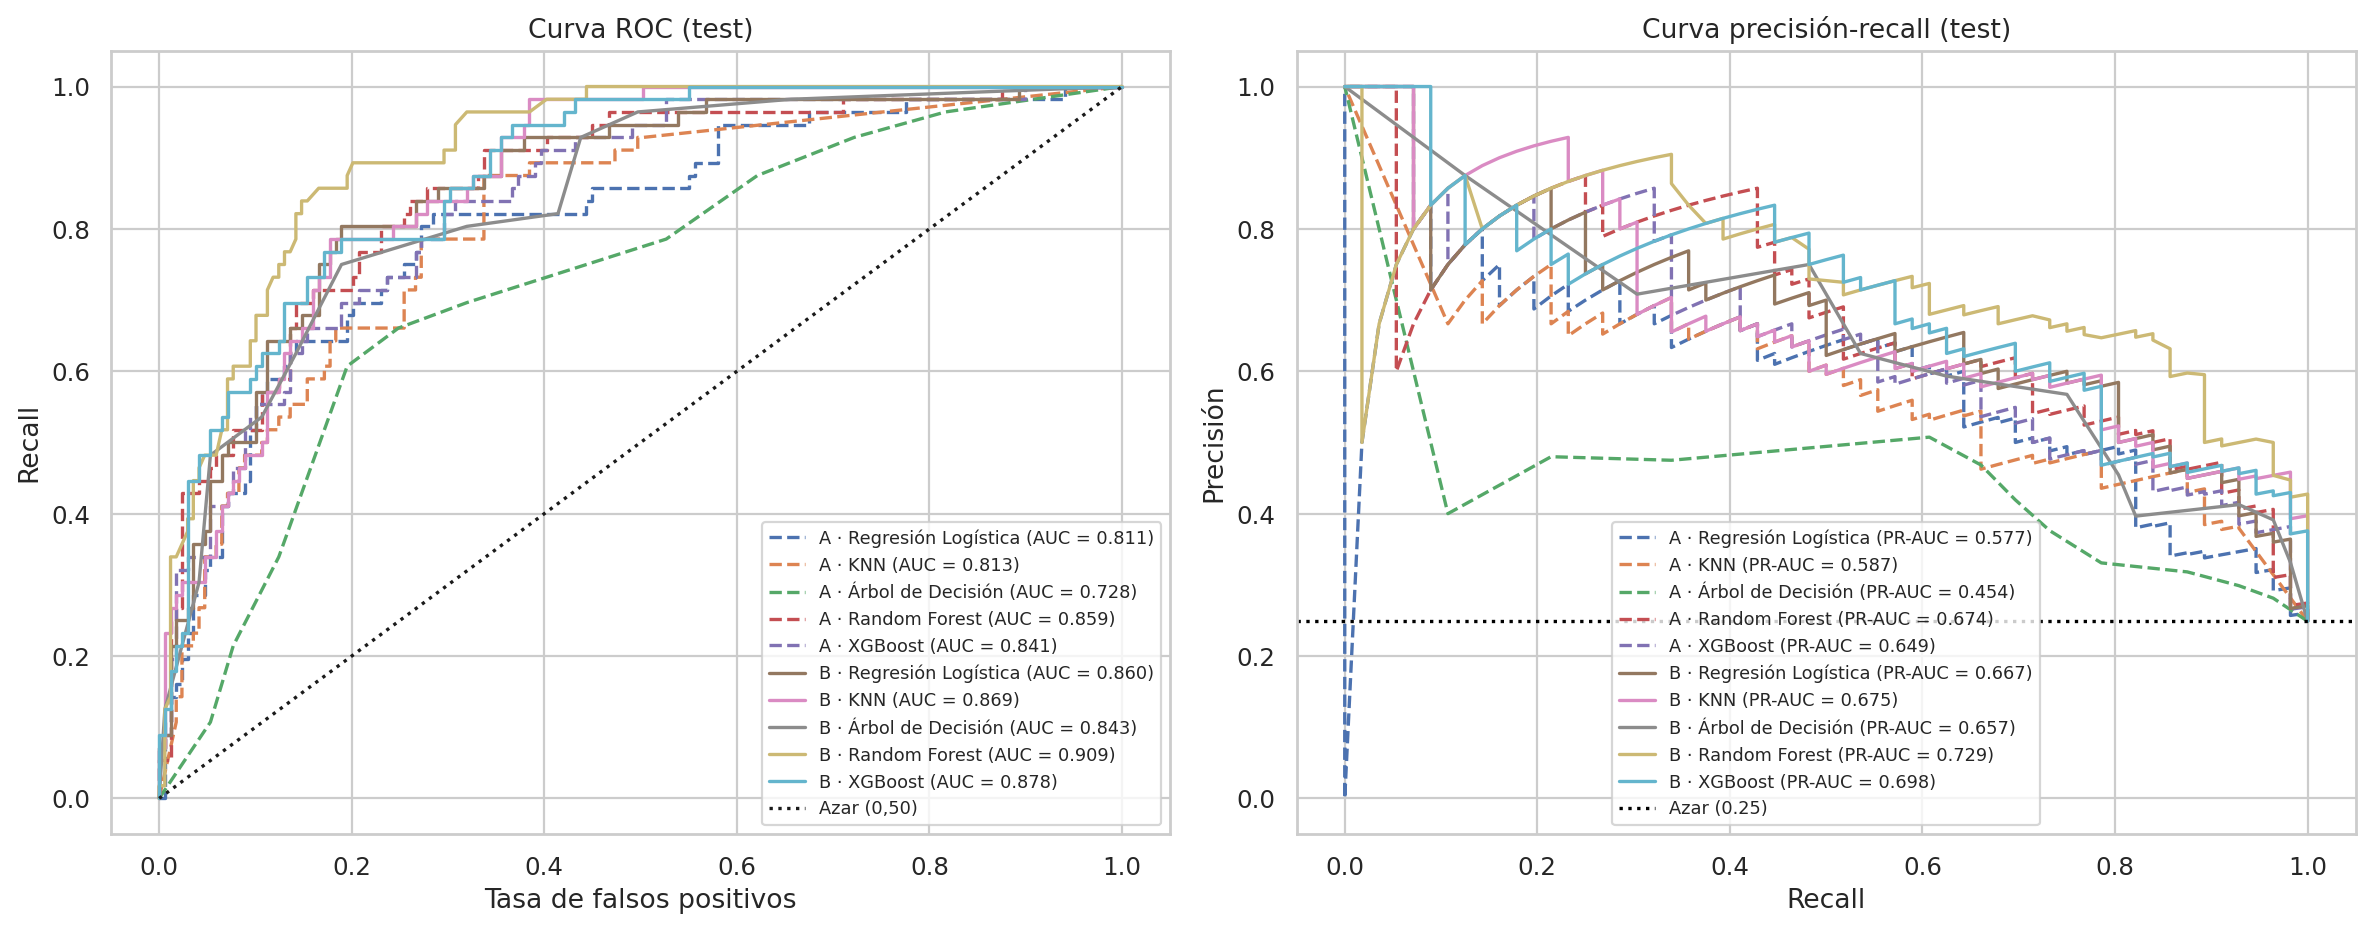 Curva ROC (test)
1.0
0.8
0.6
0.4
0.2
0.0
Recall
0.0 0.2 0.4 0.6 0.8 1.0
Tasa de falsos positivos
A · Regresión Logística (AUC = 0.811)
A · KNN (AUC = 0.813)
A · Árbol de Decisión (AUC = 0.728)
A · Random Forest (AUC = 0.859)
A · XGBoost (AUC = 0.841)
B · Regresión Logística (AUC = 0.860)
B · KNN (AUC = 0.869)
B · Árbol de Decisión (AUC = 0.843)
B · Random Forest (AUC = 0.909)
B · XGBoost (AUC = 0.878)
Azar (0,50)
Curva precisión-recall (test)
1.0
0.8
0.6
0.4
0.2
0.0
Precisión
0.0 0.2 0.4 0.6 0.8 1.0
Recall
A · Regresión Logística (PR-AUC = 0.577)
A · KNN (PR-AUC = 0.587)
A · Árbol de Decisión (PR-AUC = 0.454)
A · Random Forest (PR-AUC = 0.674)
A · XGBoost (PR-AUC = 0.649)
B · Regresión Logística (PR-AUC = 0.667)
B · KNN (PR-AUC = 0.675)
B · Árbol de Decisión (PR-AUC = 0.657)
B · Random Forest (PR-AUC = 0.729)
B · XGBoost (PR-AUC = 0.698)
Azar (0.25)